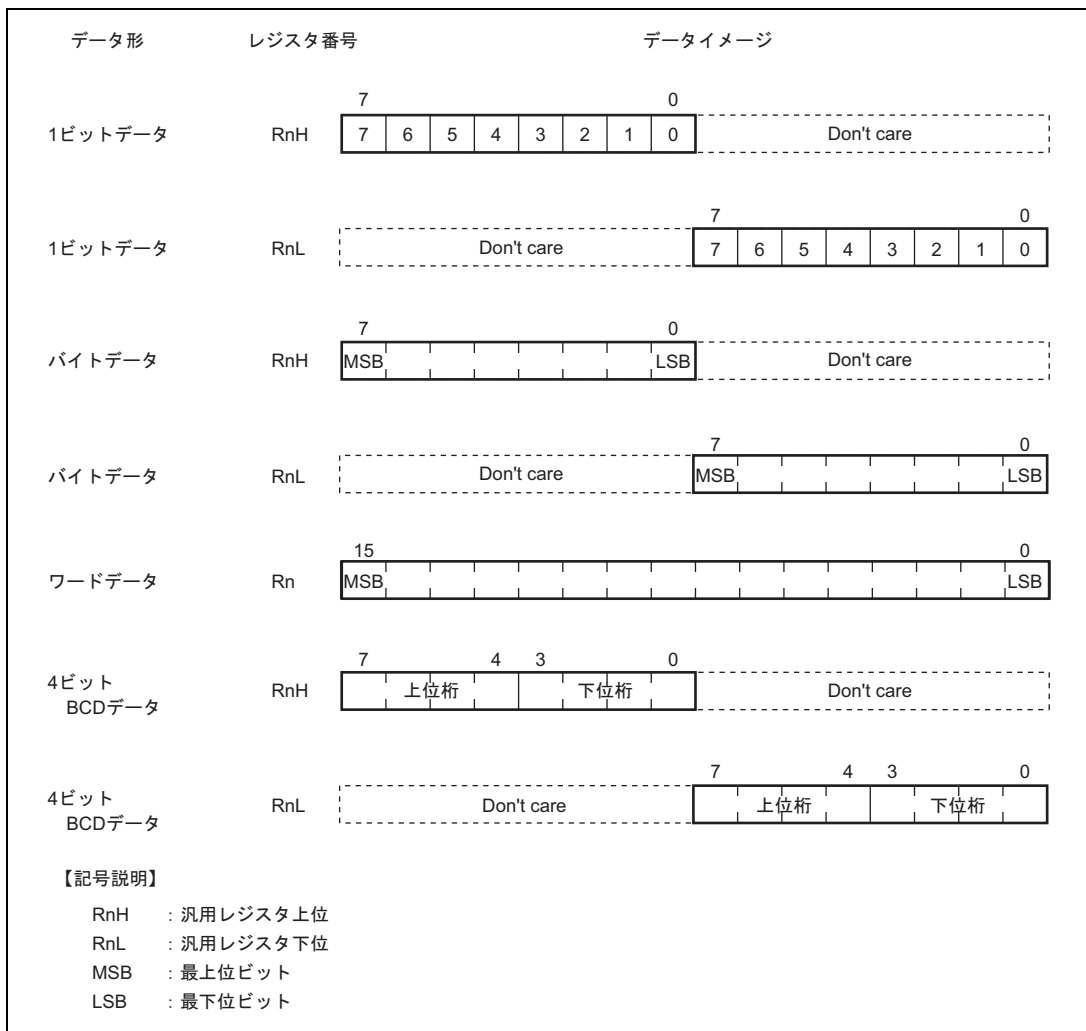 データ形 レジスタ番号 データイメージ
7 0
1ビットデータ RnH 7 6 5 4 3 2 1 0 Don't care
7 0
1ビットデータ RnL Don't care 7 6 5 4 3 2 1 0
7 0
バイトデータ RnH MSB LSB Don't care
7 0
バイトデータ RnL Don't care MSB LSB
15 0
ワードデータ Rn MSB LSB
7 4 3 0
4ビット
BCDデータ RnH 上位桁 下位桁 Don't care
7 4 3 0
4ビット
BCDデータ RnL Don't care 上位桁 下位桁
【記号説明】
RnH : 汎用レジスタ上位
RnL : 汎用レジスタ下位
MSB : 最上位ビット
LSB : 最下位ビット